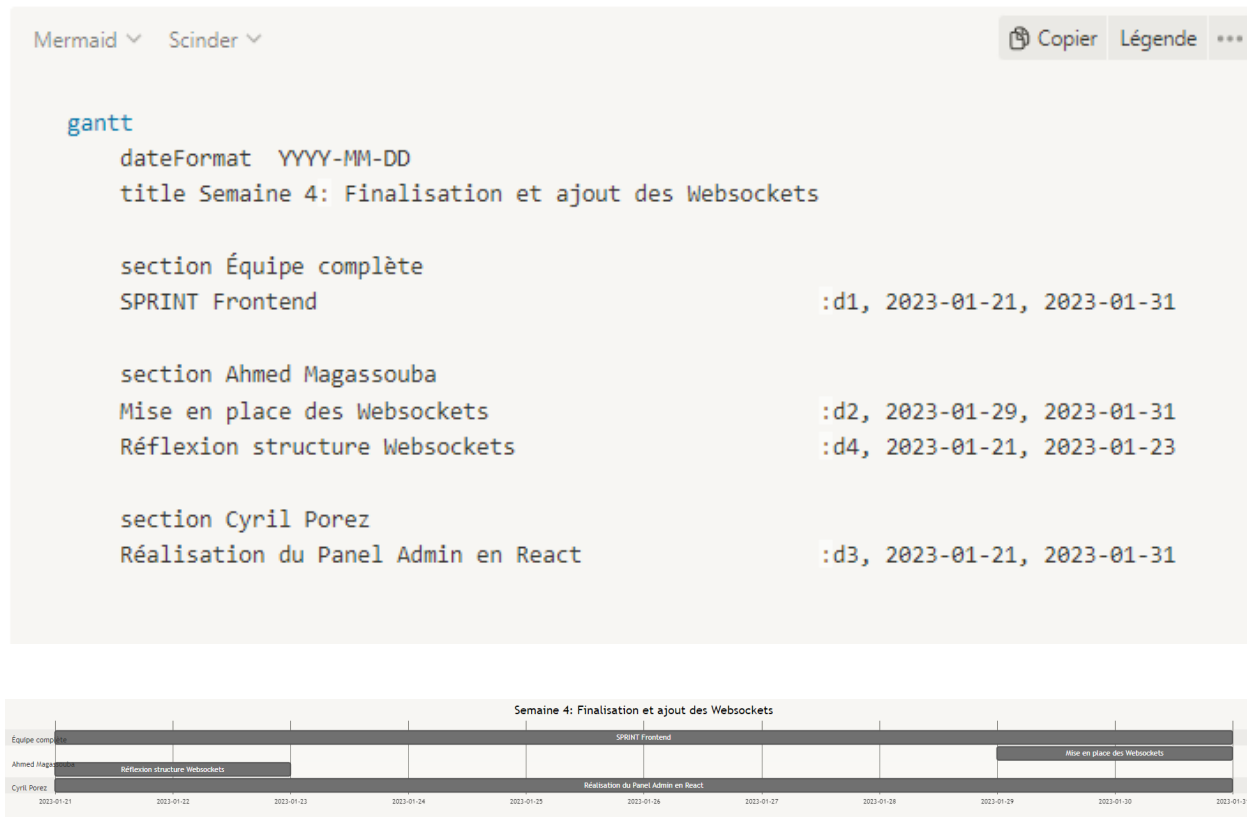 Mermaid Scinder Copier Légende
gantt
dateFormat YYYY-MM-DD
title Semaine 4: Finalisation et ajout des Websockets
section Équipe complète
SPRINT Frontend :d1, 2023-01-21, 2023-01-31
section Ahmed Magassouba
Mise en place des Websockets :d2, 2023-01-29, 2023-01-31
Réflexion structure Websockets :d4, 2023-01-21, 2023-01-23
section Cyril Porez
Réalisation du Panel Admin en React :d3, 2023-01-21, 2023-01-31
Semaine 4: Finalisation et ajout des Websockets
Équipe complète SPRINT Frontend
Mise en place des Websockets
Ahmed Magassouba
Réflexion structure Websockets
Cyril Porez Réalisation du Panel Admin en React
2023-01-21 2023-01-22 2023-01-23 2023-01-24 2023-01-25 2023-01-26 2023-01-27 2023-01-28 2023-01-29 2023-01-30 2023-01-3